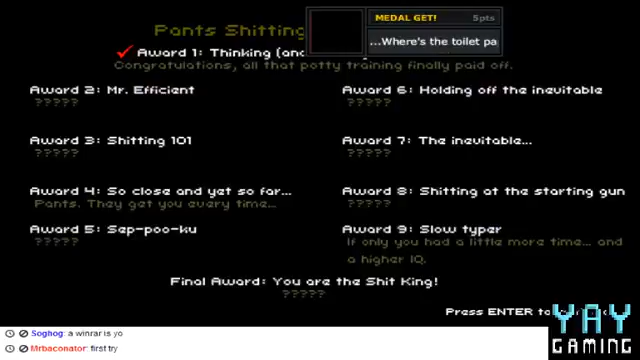 Pants Shitting
MEDAL GET! 5pts
...Where's the toilet pa
Award 1: Thinking (and
Congratulations, all that potty training finally paid off.
Award 2: Mr. Efficient
?????
Award 3: Shitting 101
?????
Award 4: So close and yet so far...
Pants. They get you every time...
Award 5: Sep-poo-ku
?????
Award 6: Holding off the inevitable
?????
Award 7: The inevitable...
?????
Award 8: Shitting at the starting gun
?????
Award 9: Slow typer
If only you had a little more time... and
a higher IQ.
Final Award: You are the Shit King!
?????
Press ENTER to
YAY
GAMING
Soghog: a winrar is yo
Mrbaconator: first try